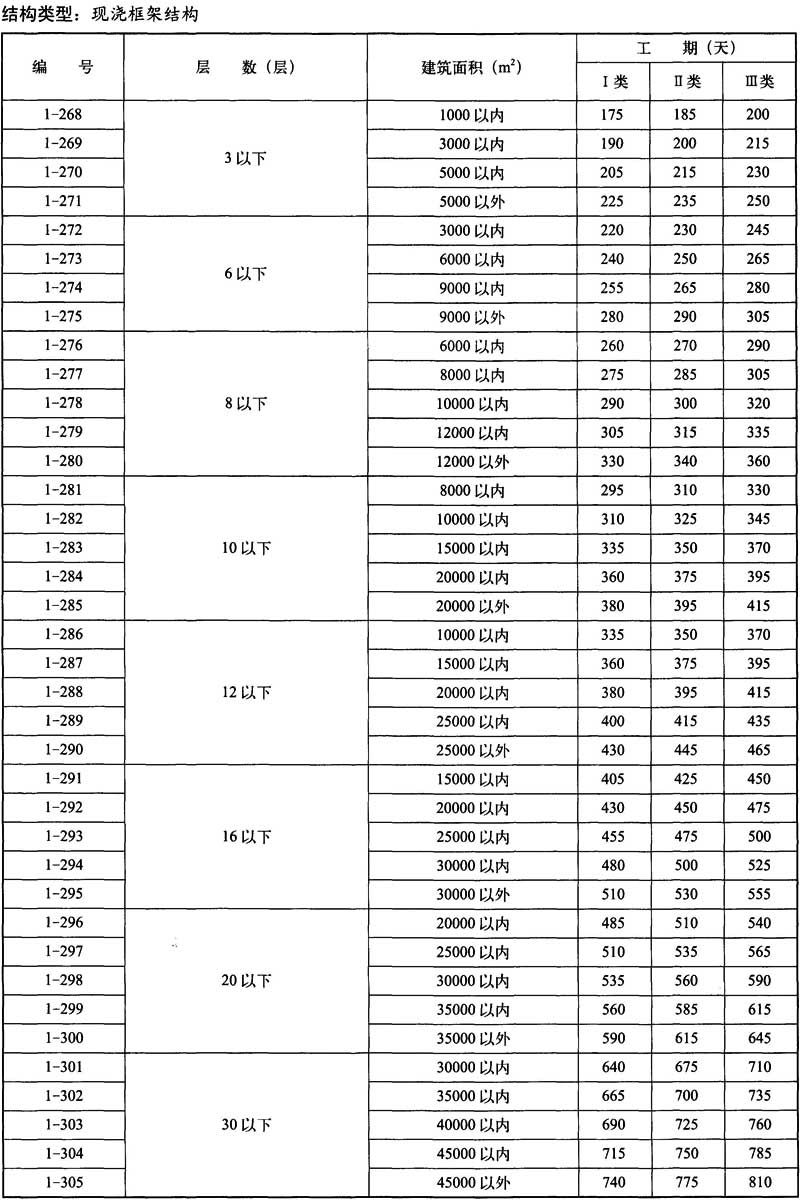 结构类型：现浇框架结构
编 号 层 数（层） 建筑面积（m²） 工 期（天）
Ⅰ类 Ⅱ类 Ⅲ类
1-268 3以下 1000以内 175 185 200
1-269 3000以内 190 200 215
1-270 5000以内 205 215 230
1-271 5000以外 225 235 250
1-272 6以下 3000以内 220 230 245
1-273 6000以内 240 250 265
1-274 9000以内 255 265 280
1-275 9000以外 280 290 305
1-276 8以下 6000以内 260 270 290
1-277 8000以内 275 285 305
1-278 10000以内 290 300 320
1-279 12000以内 305 315 335
1-280 12000以外 330 340 360
1-281 10以下 8000以内 295 310 330
1-282 10000以内 310 325 345
1-283 15000以内 335 350 370
1-284 20000以内 360 375 395
1-285 20000以外 380 395 415
1-286 12以下 10000以内 335 350 370
1-287 15000以内 360 375 395
1-288 20000以内 380 395 415
1-289 25000以内 400 415 435
1-290 25000以外 430 445 465
1-291 16以下 15000以内 405 425 450
1-292 20000以内 430 450 475
1-293 25000以内 455 475 500
1-294 30000以内 480 500 525
1-295 30000以外 510 530 555
1-296 20以下 20000以内 485 510 540
1-297 25000以内 510 535 565
1-298 30000以内 535 560 590
1-299 35000以内 560 585 615
1-300 35000以外 590 615 645
1-301 30以下 30000以内 640 675 710
1-302 35000以内 665 700 735
1-303 40000以内 690 725 760
1-304 45000以内 715 750 785
1-305 45000以外 740 775 810